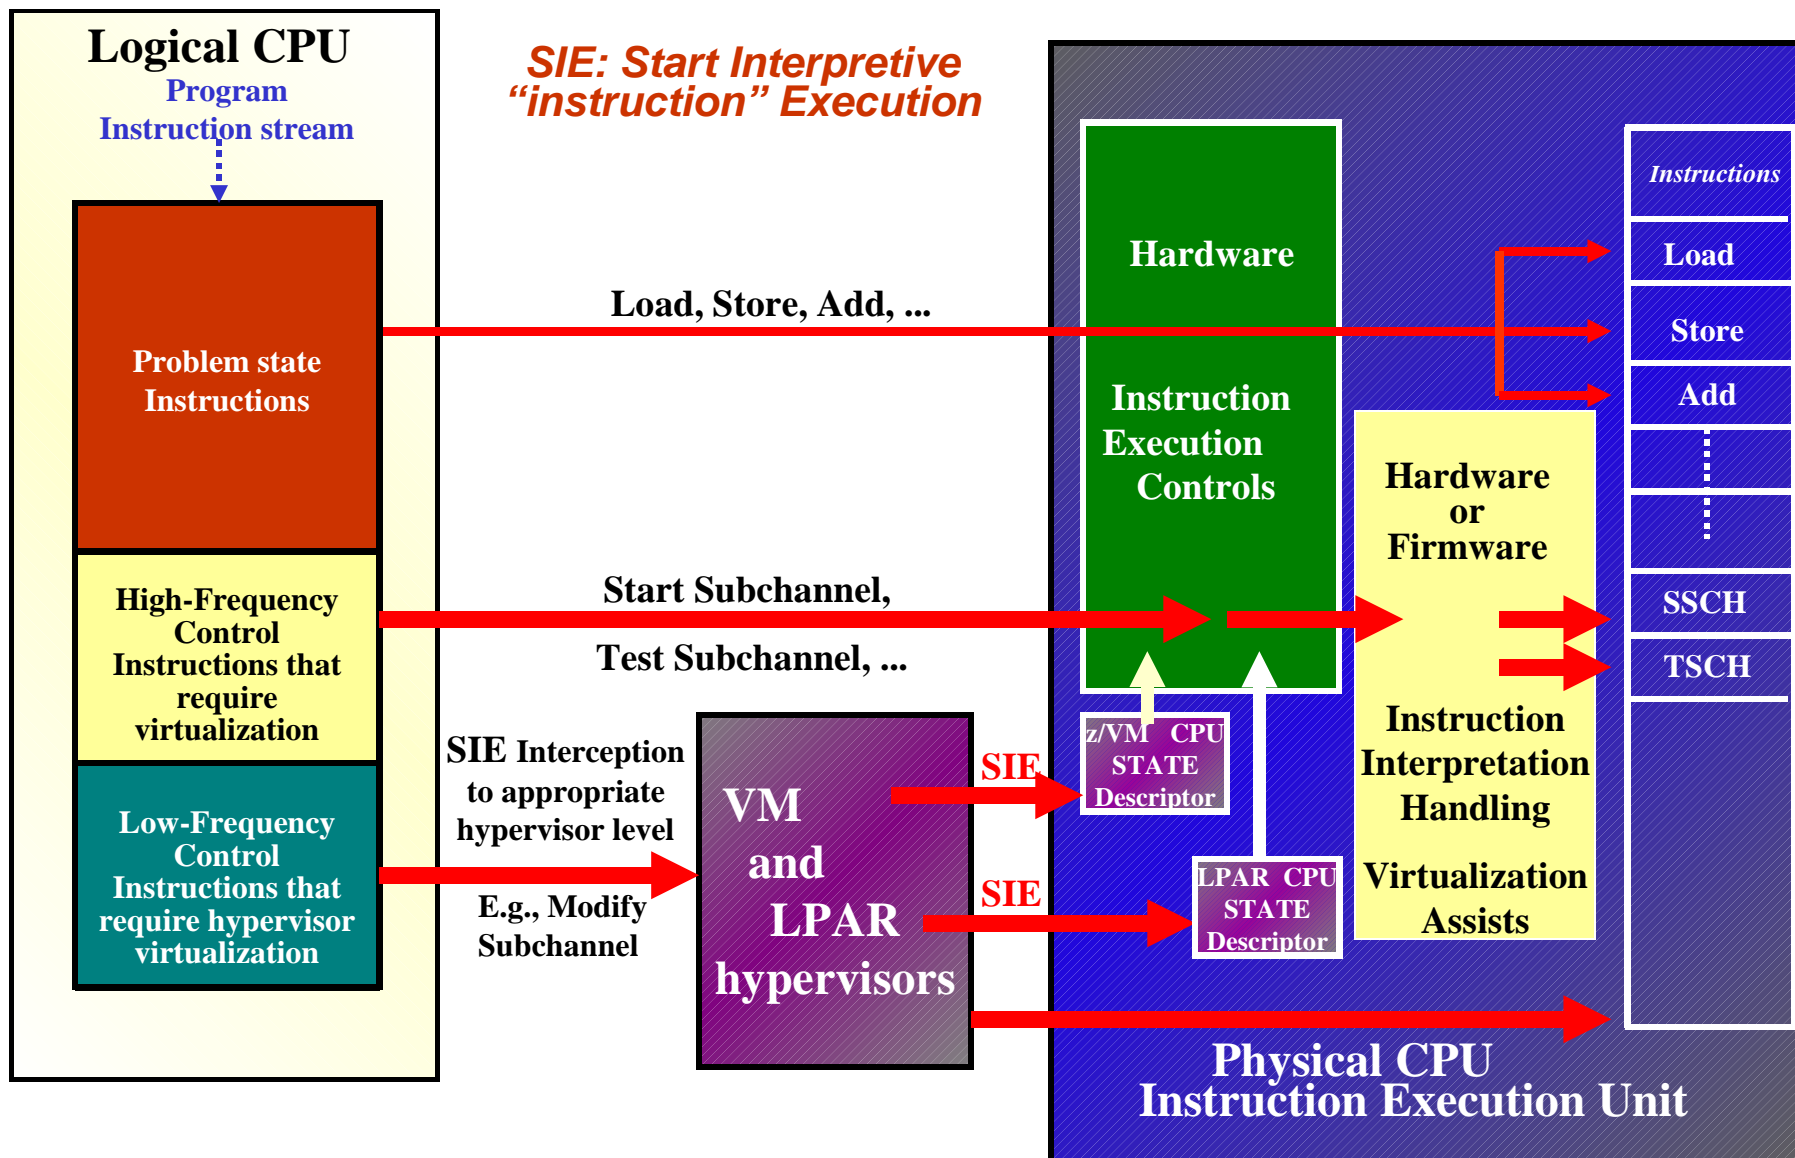 Logical CPU
Program
Instruction stream
Problem state
Instructions
High-Frequency
Control
Instructions that
require
virtualization
Low-Frequency
Control
Instructions that
require hypervisor
virtualization
SIE: Start Interpretive
“instruction” Execution
Load, Store, Add, ...
Start Subchannel,
Test Subchannel, ...
SIE Interception
to appropriate
hypervisor level
E.g., Modify
Subchannel
VM
and
LPAR
hypervisors
SIE
SIE
Hardware
Instruction
Execution
Controls
z/VM CPU
STATE
Descriptor
LPAR CPU
STATE
Descriptor
Hardware
or
Firmware
Instruction
Interpretation
Handling
Virtualization
Assists
Instructions
Load
Store
Add
SSCH
TSCH
Physical CPU
Instruction Execution Unit